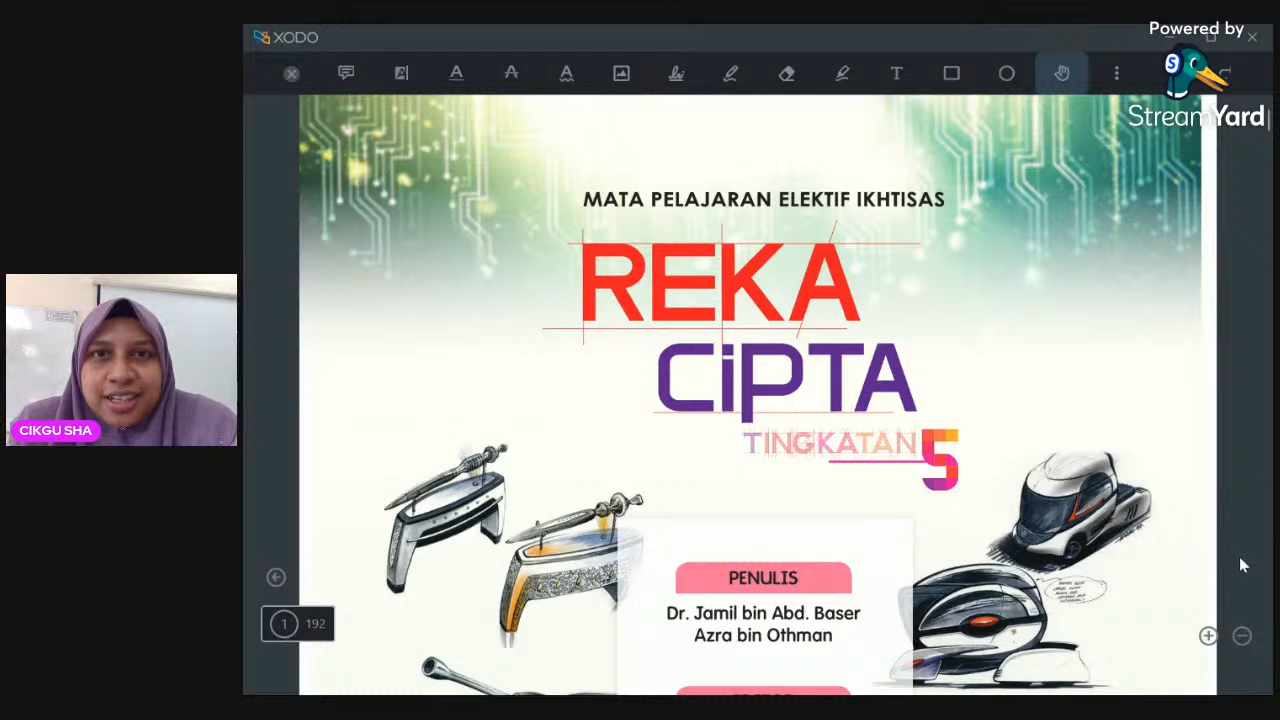 XODO
Powered by
StreamYard
MATA PELAJARAN ELEKTIF IKHTISAS
REKA
CiPTA
TINGKATAN 5
CIKGU SHA
PENULIS
Dr. Jamil bin Abd. Baser
Azra bin Othman
1 192